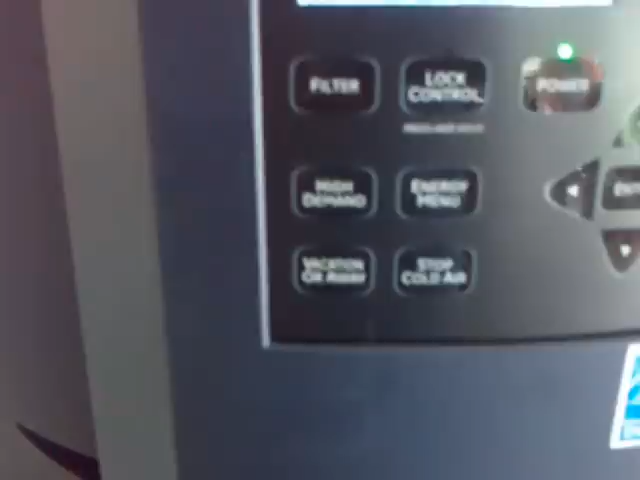 FILTER
LOCK
CONTROL
POWER
HIGH
DEMAND
ENERGY
MENU
VACATION
OR AWAY
STOP
COLD AIR